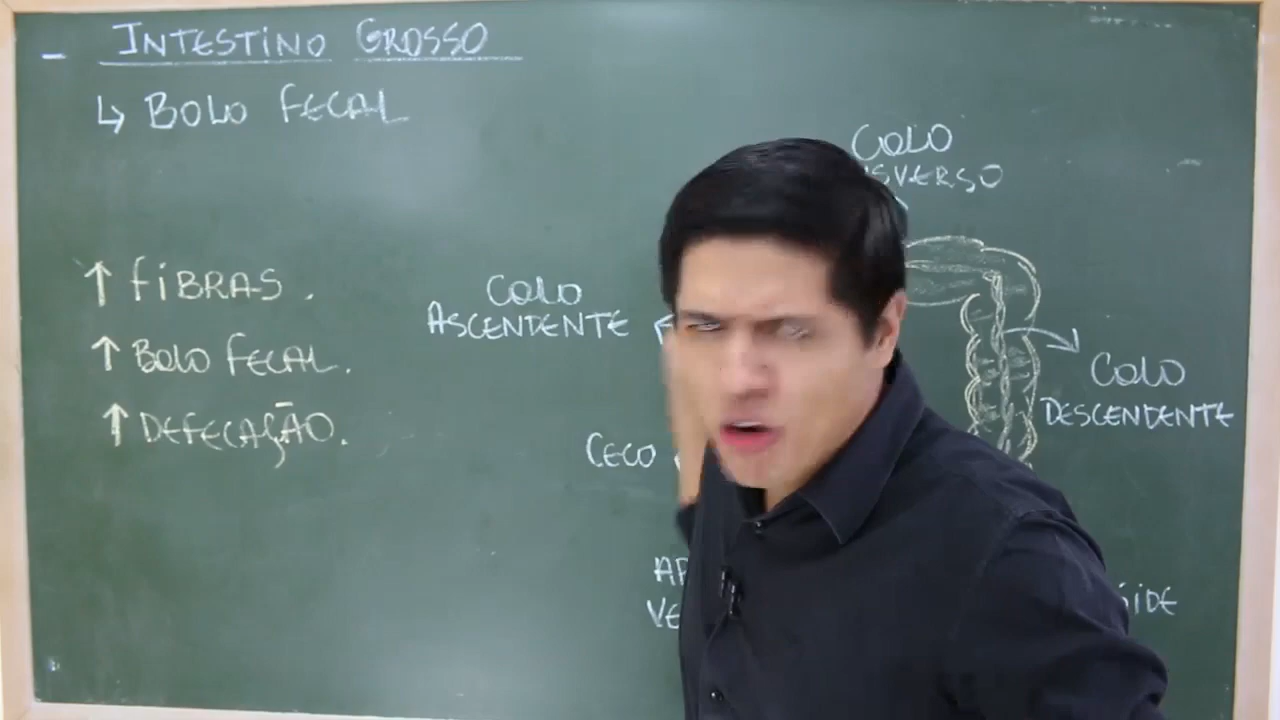 - INTESTINO GROSSO
↳ BOLO FECAL
↑ FIBRAS.
↑ BOLO FECAL.
↑ DEFECAÇÃO.
COLO
ASCENDENTE
CECO
COLO
COLO
DESCENDENTE